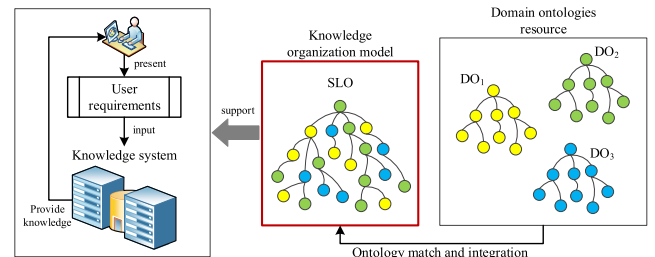 present
User
requirements
input
Knowledge system
Provide
knowledge
support
Knowledge
organization model
SLO
Domain ontologies
resource
DO₁
DO₂
DO₃
Ontology match and integration